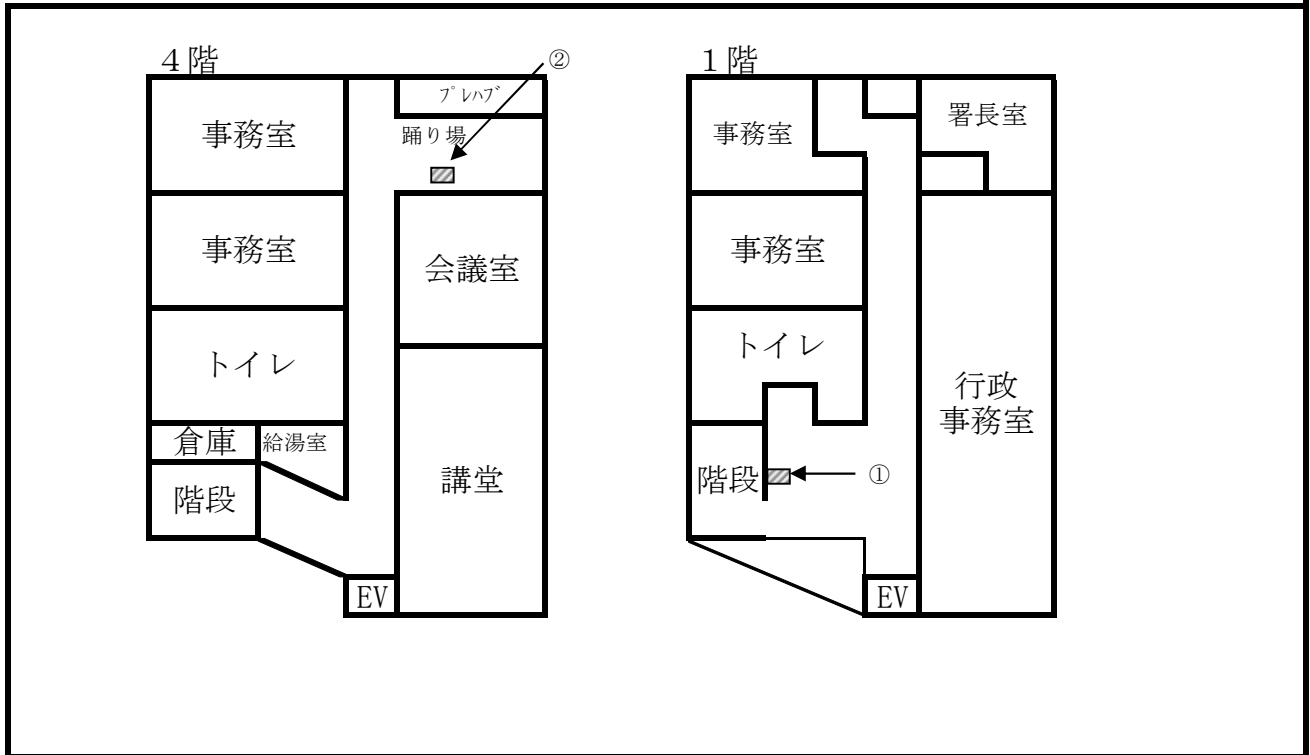 4階
②
プレハブ
踊り場
事務室
事務室
会議室
トイレ
倉庫
給湯室
階段
講堂
EV
1階
署長室
事務室
事務室
トイレ
行政
事務室
階段
①
EV